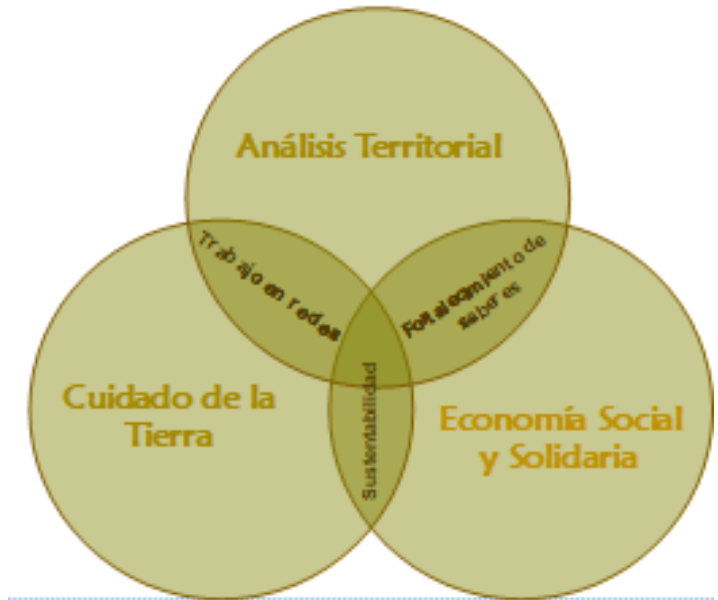 Análisis Territorial
Trabajo en redes
Fortalecimiento de
saberes
Cuidado de la
Tierra
Sustentabilidad
Economía Social
y Solidaria